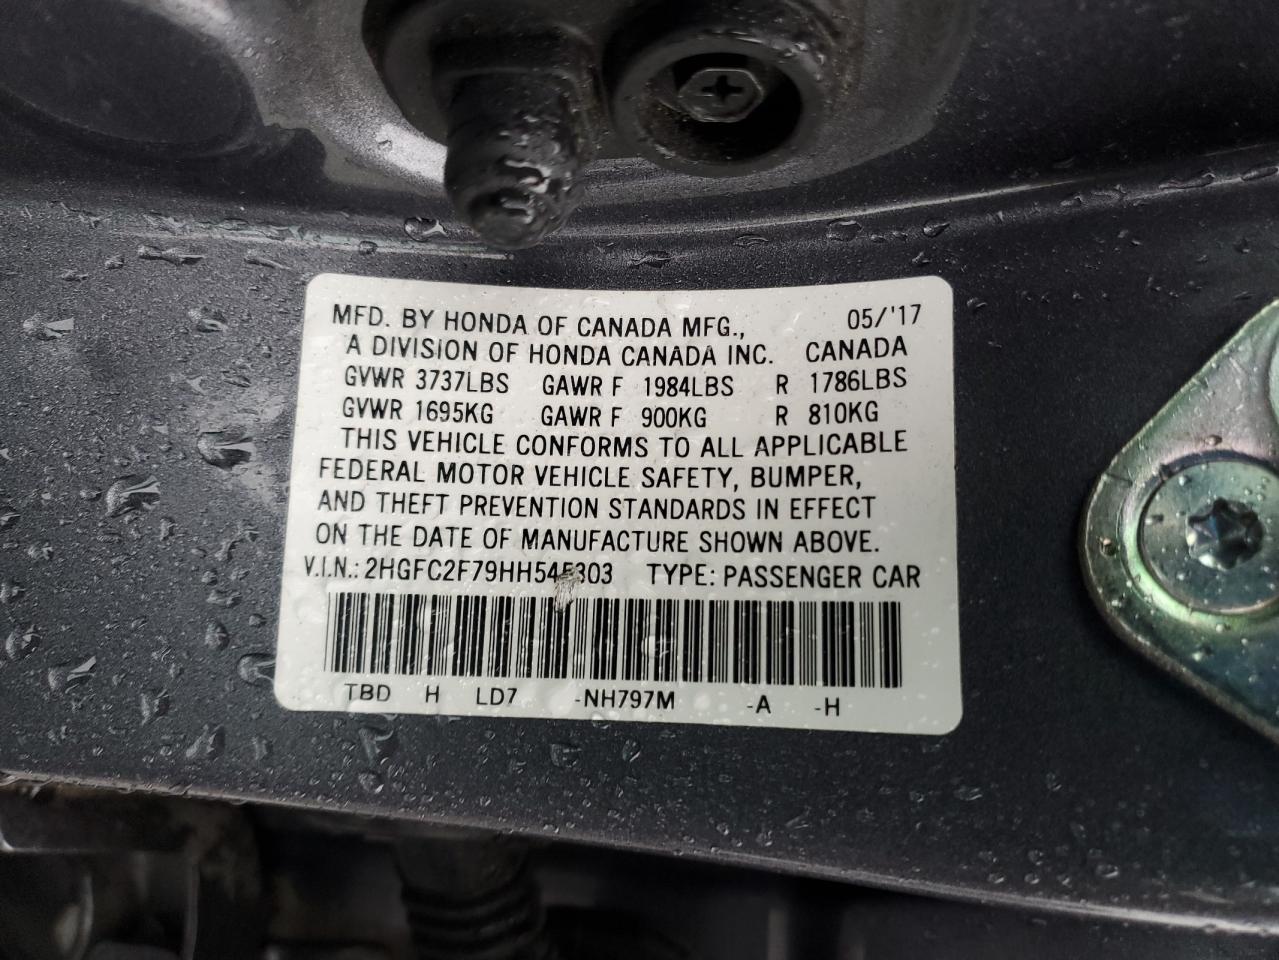 MFD. BY HONDA OF CANADA MFG., 05/'17
A DIVISION OF HONDA CANADA INC. CANADA
GVWR 3737LBS GAWR F 1984LBS R 1786LBS
GVWR 1695KG GAWR F 900KG R 810KG
THIS VEHICLE CONFORMS TO ALL APPLICABLE
FEDERAL MOTOR VEHICLE SAFETY, BUMPER,
AND THEFT PREVENTION STANDARDS IN EFFECT
ON THE DATE OF MANUFACTURE SHOWN ABOVE.
V.I.N.: 2HGFC2F79HH545303 TYPE: PASSENGER CAR
TBD H LD7 -NH797M -A -H